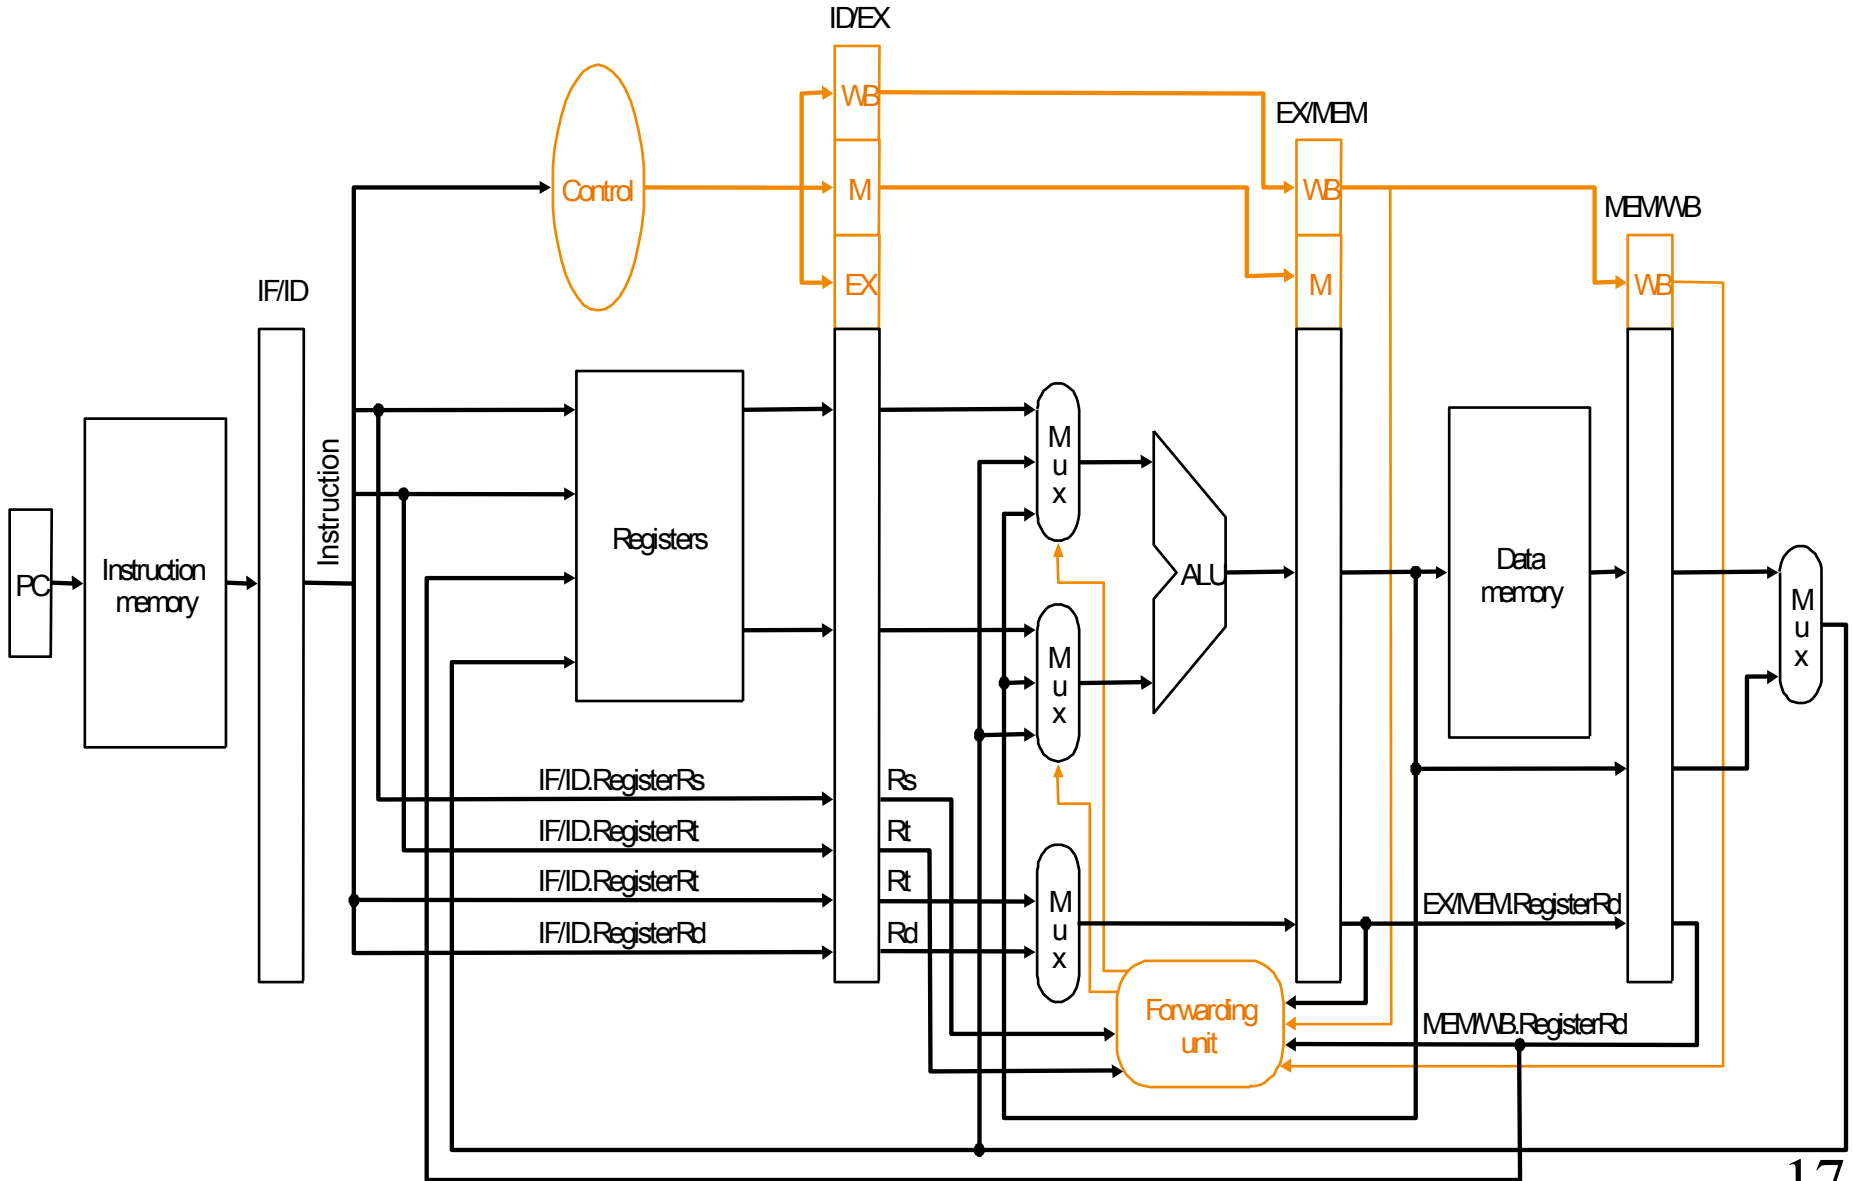 ID/EX
WB
EX/MEM
Control
M
WB
MEM/WB
IF/ID
EX
M
WB
Instruction
M
u
x
Registers
PC
Instruction
memory
ALU
Data
memory
M
u
x
M
u
x
IF/ID.RegisterRs
Rs
IF/ID.RegisterRt
Rt
IF/ID.RegisterRt
Rt
IF/ID.RegisterRd
Rd
M
u
x
EX/MEM.RegisterRd
Forwarding
unit
MEM/WB.RegisterRd
17